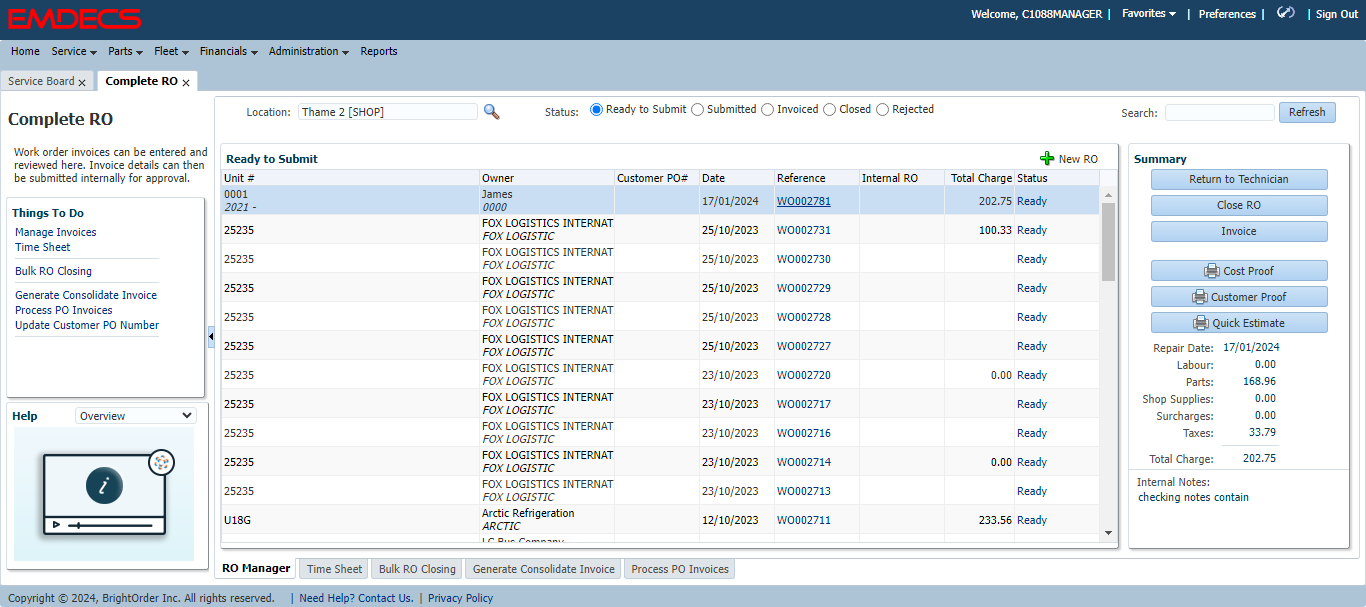 EMDECS
Welcome, C1088MANAGER | Favorites | Preferences | | Sign Out
Home Service Parts Fleet Financials Administration Reports
Service Board x Complete RO x
Complete RO
Work order invoices can be entered and
reviewed here. Invoice details can then
be submitted internally for approval.
Things To Do
Manage Invoices
Time Sheet
Bulk RO Closing
Generate Consolidate Invoice
Process PO Invoices
Update Customer PO Number
Help Overview
i
Location: Thame 2 [SHOP] Status: Ready to Submit Submitted Invoiced Closed Rejected Search: Refresh
Ready to Submit New RO
Unit # Owner Customer PO# Date Reference Internal RO Total Charge Status
0001 James 17/01/2024 WO002781 202.75 Ready
2021 - 0000
25235 FOX LOGISTICS INTERNAT 25/10/2023 WO002731 100.33 Ready
FOX LOGISTIC
25235 FOX LOGISTICS INTERNAT 25/10/2023 WO002730 Ready
FOX LOGISTIC
25235 FOX LOGISTICS INTERNAT 25/10/2023 WO002729 Ready
FOX LOGISTIC
25235 FOX LOGISTICS INTERNAT 25/10/2023 WO002728 Ready
FOX LOGISTIC
25235 FOX LOGISTICS INTERNAT 25/10/2023 WO002727 Ready
FOX LOGISTIC
25235 FOX LOGISTICS INTERNAT 23/10/2023 WO002720 0.00 Ready
FOX LOGISTIC
25235 FOX LOGISTICS INTERNAT 23/10/2023 WO002717 Ready
FOX LOGISTIC
25235 FOX LOGISTICS INTERNAT 23/10/2023 WO002716 Ready
FOX LOGISTIC
25235 FOX LOGISTICS INTERNAT 23/10/2023 WO002714 0.00 Ready
FOX LOGISTIC
25235 FOX LOGISTICS INTERNAT 23/10/2023 WO002713 Ready
FOX LOGISTIC
U18G Arctic Refrigeration 12/10/2023 WO002711 233.56 Ready
ARCTIC
Summary
Return to Technician
Close RO
Invoice
Cost Proof
Customer Proof
Quick Estimate
Repair Date: 17/01/2024
Labour: 0.00
Parts: 168.96
Shop Supplies: 0.00
Surcharges: 0.00
Taxes: 33.79
Total Charge: 202.75
Internal Notes:
checking notes contain
RO Manager Time Sheet Bulk RO Closing Generate Consolidate Invoice Process PO Invoices
Copyright © 2024, BrightOrder Inc. All rights reserved. | Need Help? Contact Us. | Privacy Policy